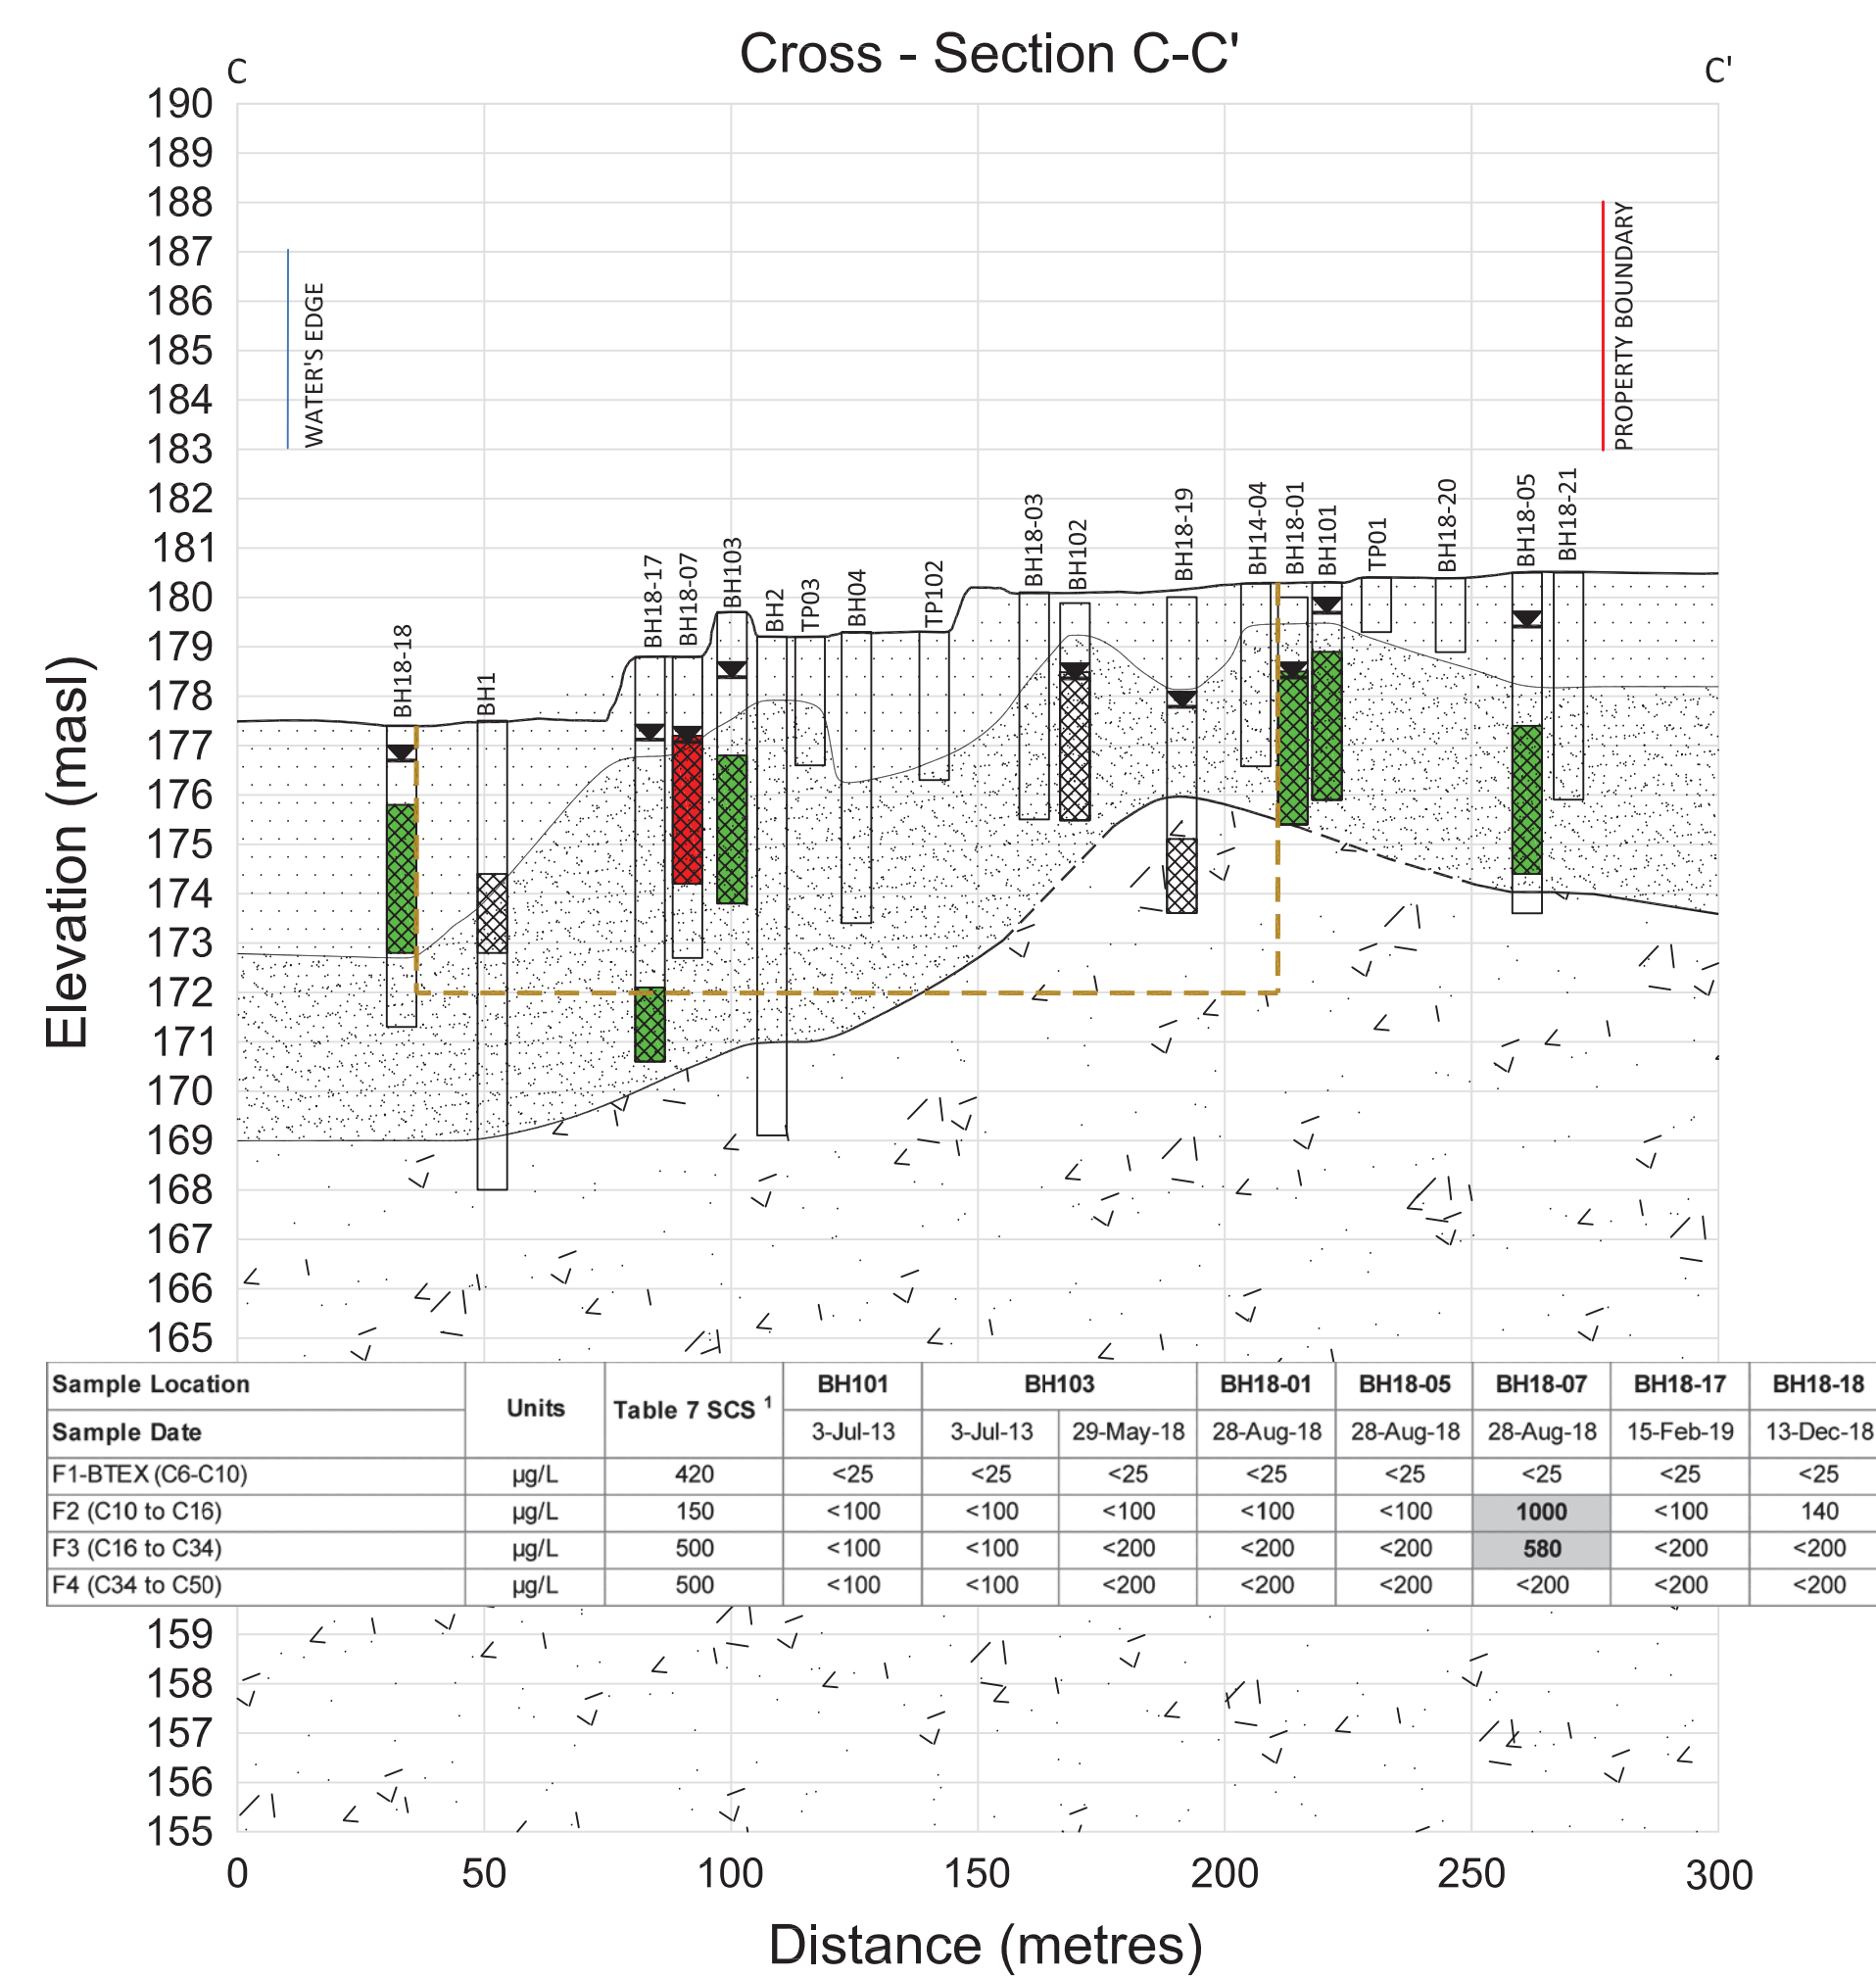 Cross - Section C-C'
C
C'
190
189
188
187
186
185
184
183
182
181
180
179
178
177
176
175
174
173
172
171
170
169
168
167
166
165
159
158
157
156
155
Elevation (masl)
WATER'S EDGE
PROPERTY BOUNDARY
BH18-18
BH1
BH18-17
BH18-07
BH103
BH2
TP03
BH04
TP102
BH18-03
BH102
BH18-19
BH14-04
BH18-01
BH101
TP01
BH18-20
BH18-05
BH18-21
Sample Location Units Table 7 SCS 1 BH101 BH103 BH18-01 BH18-05 BH18-07 BH18-17 BH18-18
Sample Date 3-Jul-13 3-Jul-13 29-May-18 28-Aug-18 28-Aug-18 28-Aug-18 15-Feb-19 13-Dec-18
F1-BTEX (C6-C10) µg/L 420 <25 <25 <25 <25 <25 <25 <25 <25
F2 (C10 to C16) µg/L 150 <100 <100 <100 <100 <100 1000 <100 140
F3 (C16 to C34) µg/L 500 <100 <100 <200 <200 <200 580 <200 <200
F4 (C34 to C50) µg/L 500 <100 <100 <200 <200 <200 <200 <200 <200
0 50 100 150 200 250 300
Distance (metres)